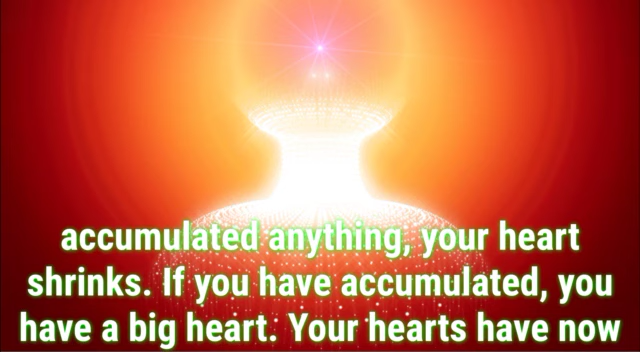 accumulated anything, your heart
shrinks. If you have accumulated, you
have a big heart. Your hearts have now